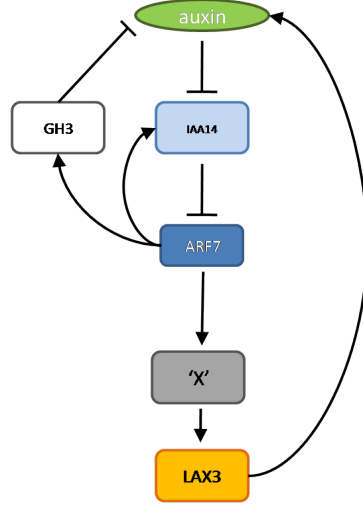 auxin
GH3
IAA14
ARF7
‘X’
LAX3